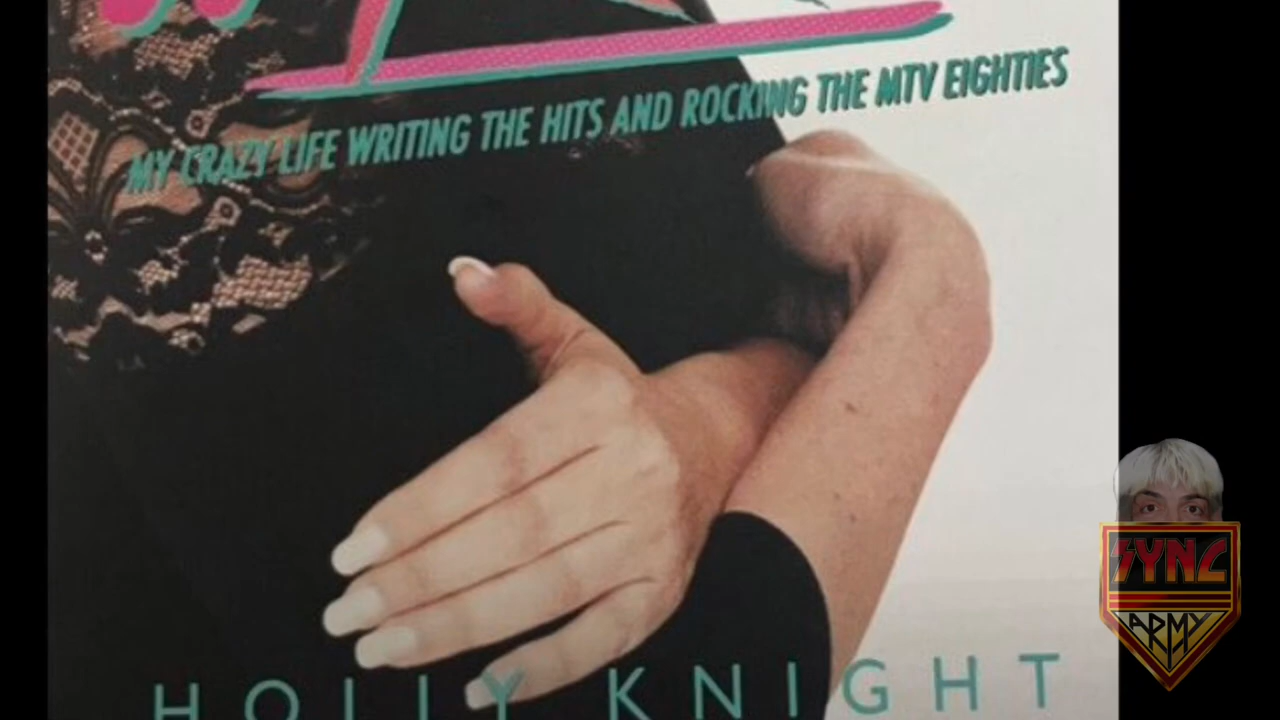 MY CRAZY LIFE WRITING THE HITS AND ROCKING THE MTV EIGHTIES
HOLLY KNIGHT
SYNC
ARMY